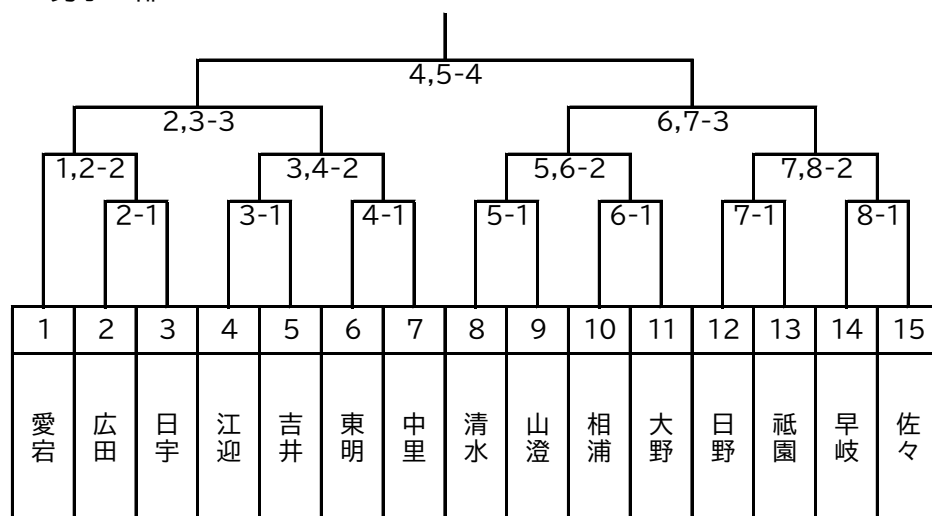 4,5-4
2,3-3 6,7-3
1,2-2 3,4-2 5,6-2 7,8-2
2-1 3-1 4-1 5-1 6-1 7-1 8-1
1 2 3 4 5 6 7 8 9 10 11 12 13 14 15
愛宕 広田 日宇 江迎 吉井 東明 中里 清水 山澄 相浦 大野 日野 祗園 早岐 佐々